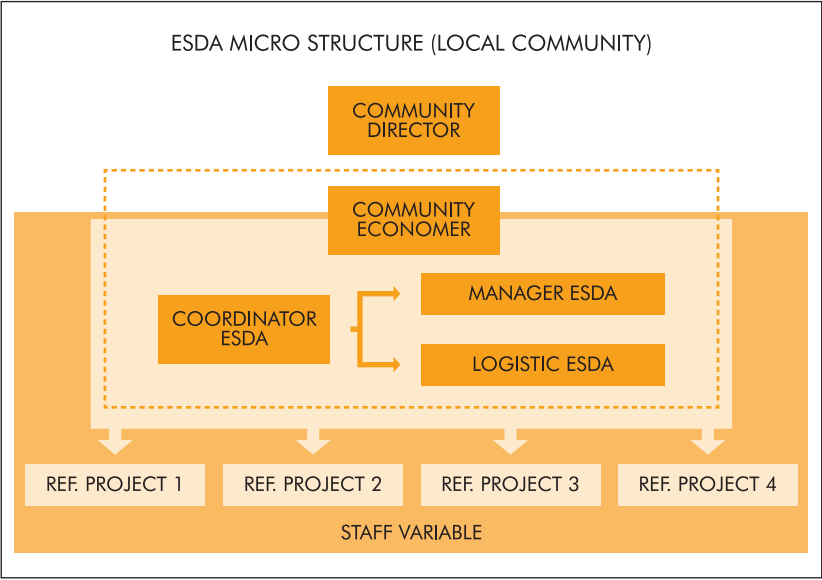 ESDA MICRO STRUCTURE (LOCAL COMMUNITY)
COMMUNITY
DIRECTOR
COMMUNITY
ECONOMER
COORDINATOR
ESDA
MANAGER ESDA
LOGISTIC ESDA
REF. PROJECT 1
REF. PROJECT 2
REF. PROJECT 3
REF. PROJECT 4
STAFF VARIABLE